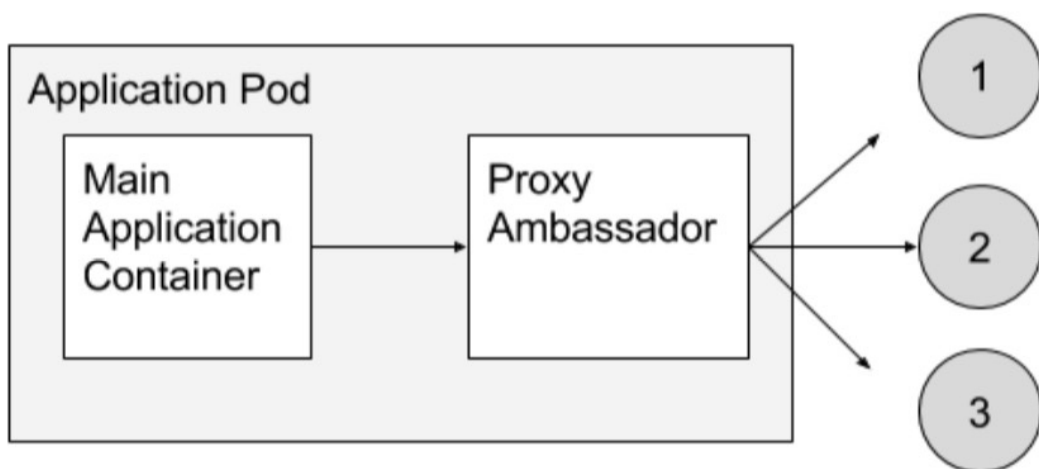 Application Pod
Main
Application
Container
Proxy
Ambassador
1
2
3